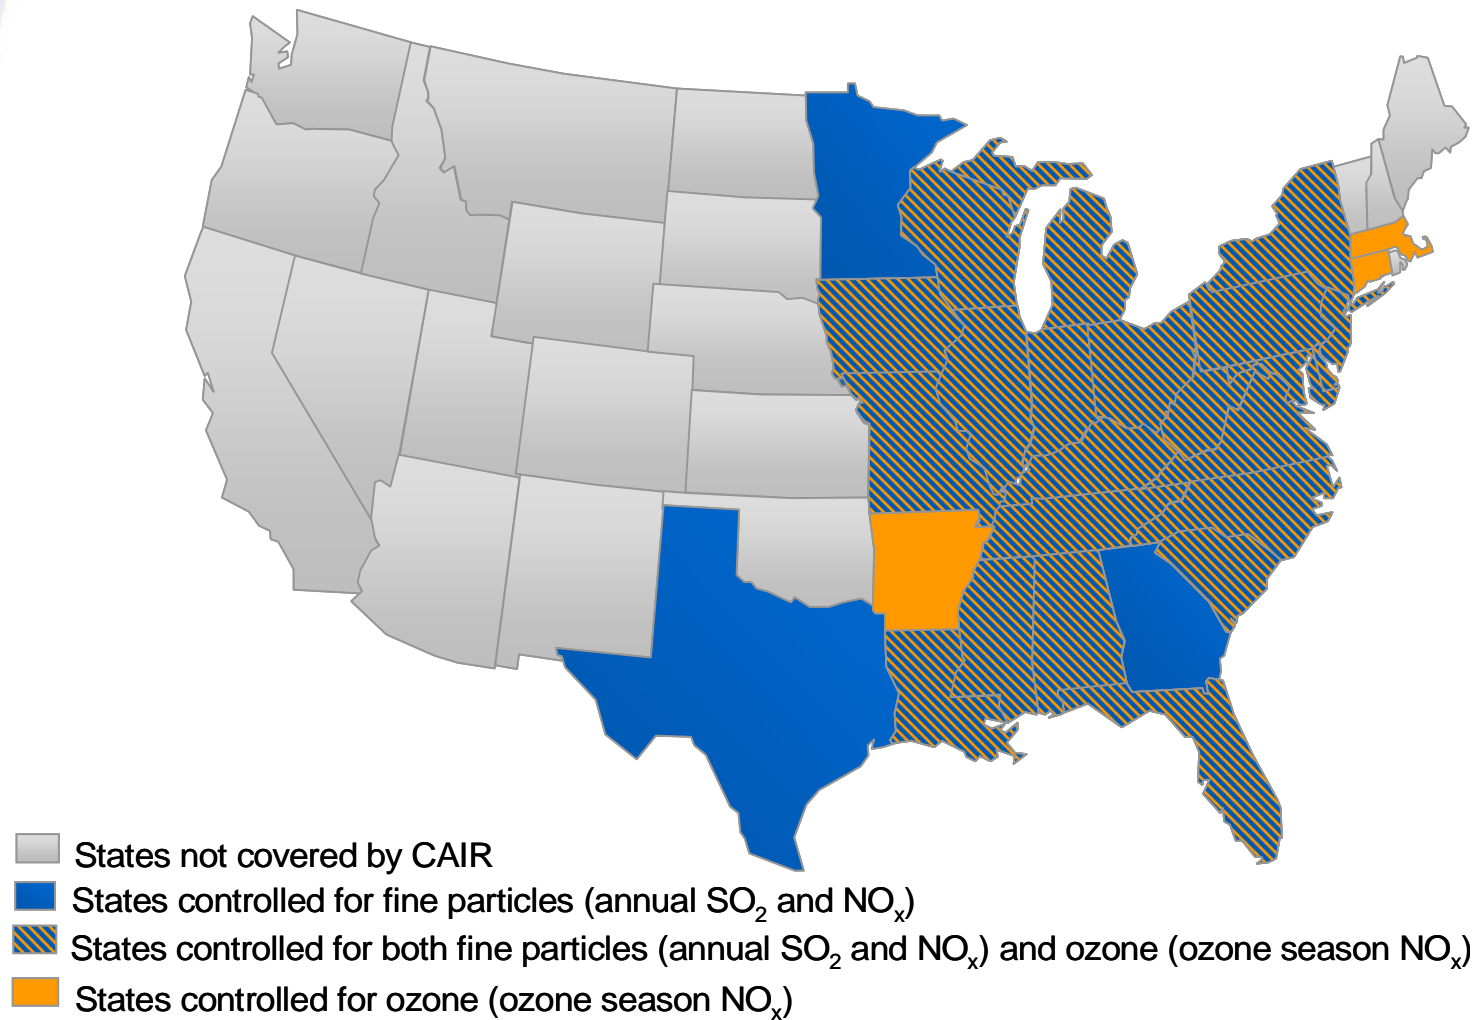 States not covered by CAIR
States controlled for fine particles (annual SO₂ and NOₓ)
States controlled for both fine particles (annual SO₂ and NOₓ) and ozone (ozone season NOₓ)
States controlled for ozone (ozone season NOₓ)